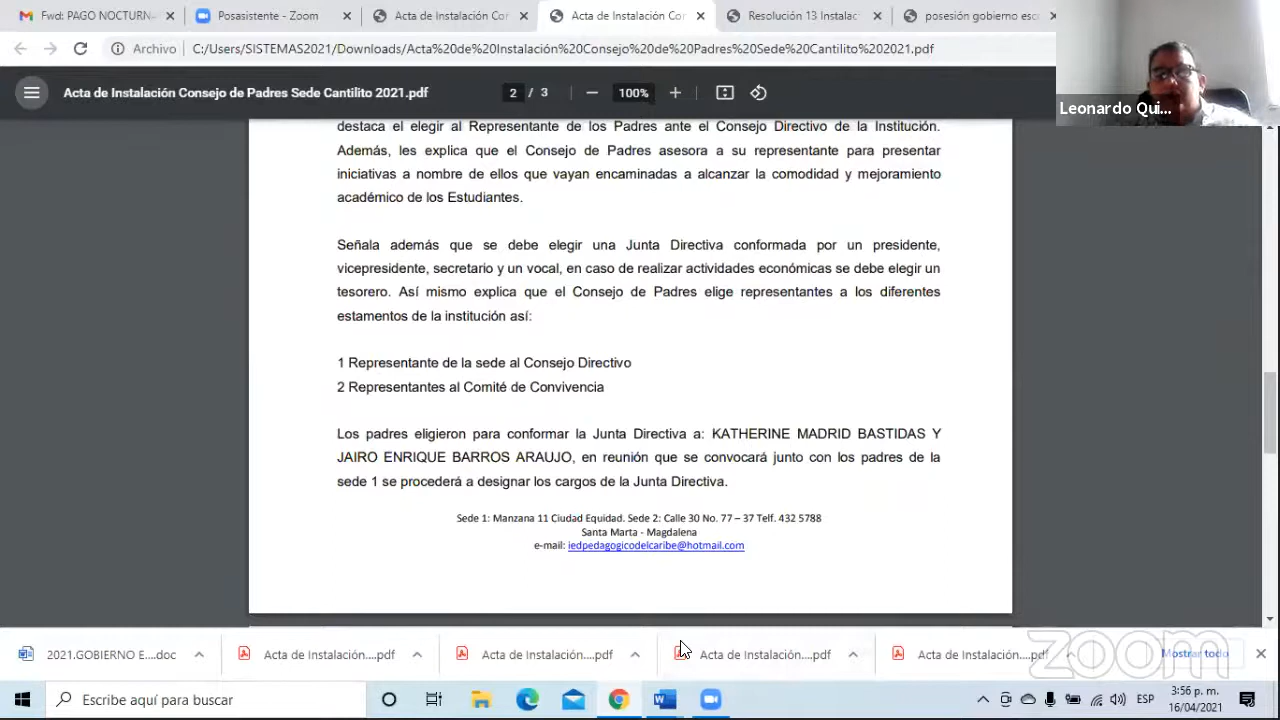 Fwd: PAGO NOCTURN
Posasistente - Zoom
Acta de Instalación Co
Acta de Instalación Co
Resolución 13 Instalac
posesión gobierno esc
Archivo
C:/Users/SISTEMAS2021/Downloads/Acta%20de%20Instalación%20Consejo%20de%20Padres%20Sede%20Cantilito%202021.pdf
Leonardo Qui...
Acta de Instalación Consejo de Padres Sede Cantilito 2021.pdf
2 / 3
100%
destaca el elegir al Representante de los Padres ante el Consejo Directivo de la Institución.
Además, les explica que el Consejo de Padres asesora a su representante para presentar
iniciativas a nombre de ellos que vayan encaminadas a alcanzar la comodidad y mejoramiento
académico de los Estudiantes.
Señala además que se debe elegir una Junta Directiva conformada por un presidente,
vicepresidente, secretario y un vocal, en caso de realizar actividades económicas se debe elegir un
tesorero. Así mismo explica que el Consejo de Padres elige representantes a los diferentes
estamentos de la institución así:
1 Representante de la sede al Consejo Directivo
2 Representantes al Comité de Convivencia
Los padres eligieron para conformar la Junta Directiva a: KATHERINE MADRID BASTIDAS Y
JAIRO ENRIQUE BARROS ARAUJO, en reunión que se convocará junto con los padres de la
sede 1 se procederá a designar los cargos de la Junta Directiva.
Sede 1: Manzana 11 Ciudad Equidad. Sede 2: Calle 30 No. 77 – 37 Telf. 432 5788
Santa Marta - Magdalena
e-mail: iedpedagogicodelcaribe@hotmail.com
2021.GOBIERNO E....doc
Acta de Instalación....pdf
Acta de Instalación....pdf
Acta de Instalación....pdf
Acta de Instalación....pdf
Mostrar todo
zoom
Escribe aquí para buscar
ESP
3:56 p. m.
16/04/2021